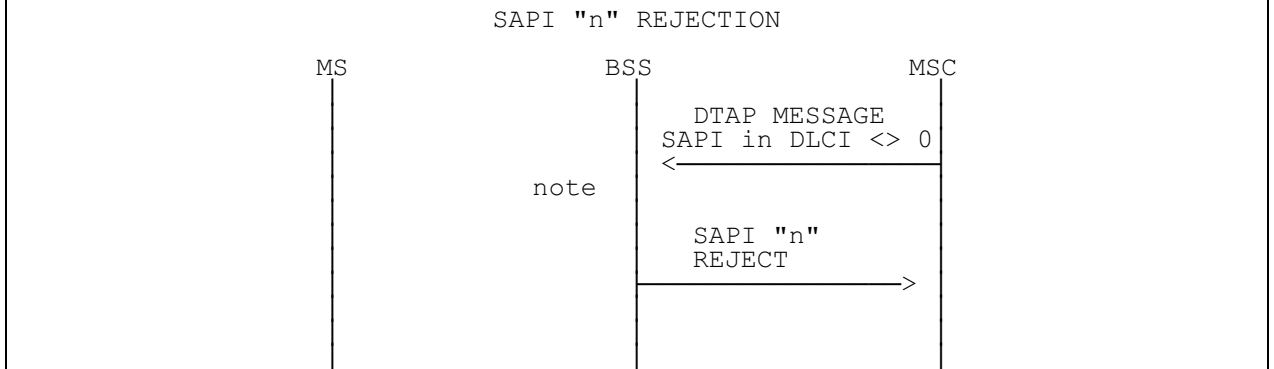 SAPI "n" REJECTION
MS BSS MSC
DTAP MESSAGE
SAPI in DLCI <> 0
note
SAPI "n"
REJECT